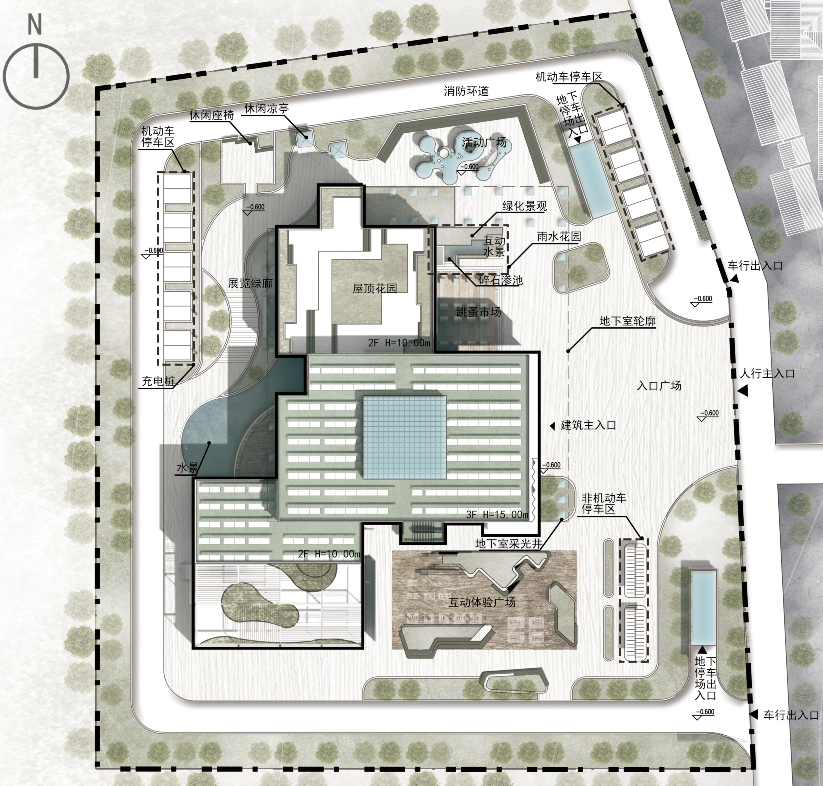 N
机动车停车区
消防环道
地下停车场出入口
休闲凉亭
休闲座椅
机动车
停车区
活动广场
-0.600
-0.600
绿化景观
互动
水景
雨水花园
-0.600
碎石渗池
车行出入口
展览绿廊
屋顶花园
-0.600
跳蚤市场
地下室轮廓
2F H=10.00m
人行主入口
充电桩
入口广场
-0.600
建筑主入口
水景
-0.600
非机动车
停车区
3F H=15.00m
地下室采光井
2F H=10.00m
互动体验广场
地下停车场出入口
-0.600
车行出入口